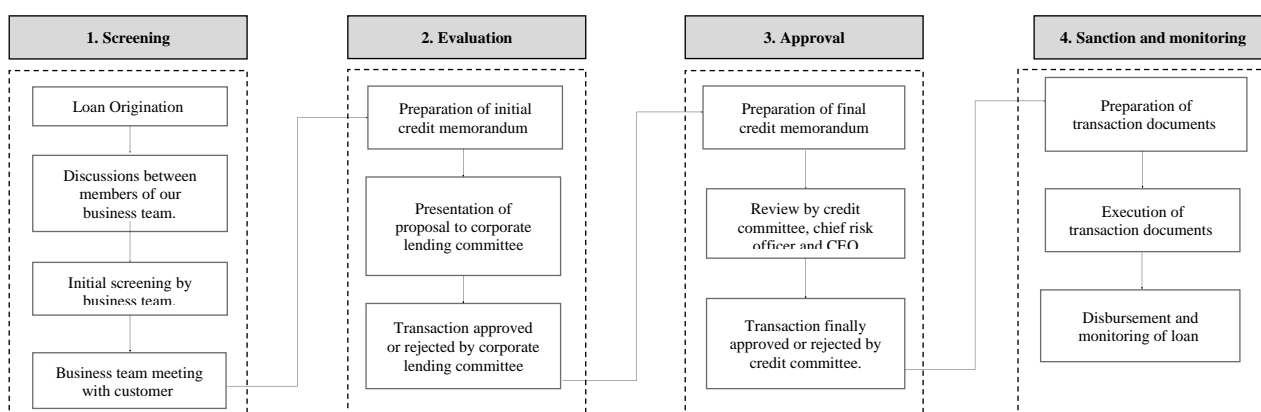 1. Screening
Loan Origination
Discussions between
members of our
business team.
Initial screening by
business team.
Business team meeting
with customer
2. Evaluation
Preparation of initial
credit memorandum
Presentation of
proposal to corporate
lending committee
Transaction approved
or rejected by corporate
lending committee
3. Approval
Preparation of final
credit memorandum
Review by credit
committee, chief risk
officer and CEO
Transaction finally
approved or rejected by
credit committee.
4. Sanction and monitoring
Preparation of
transaction documents
Execution of
transaction documents
Disbursement and
monitoring of loan